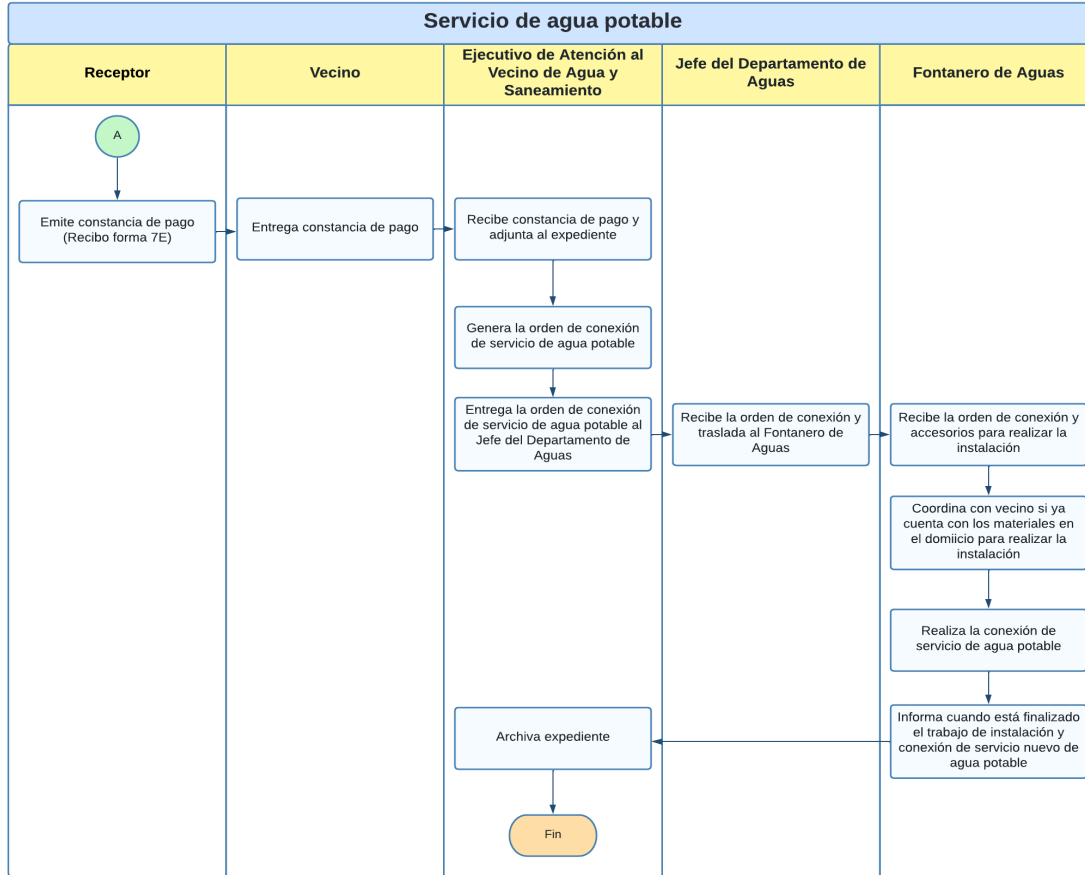 Servicio de agua potable
Receptor
Vecino
Ejecutivo de Atención al
Vecino de Agua y
Saneamiento
Jefe del Departamento de
Aguas
Fontanero de Aguas
A
Emite constancia de pago
(Recibo forma 7E)
Entrega constancia de pago
Recibe constancia de pago y
adjunta al expediente
Genera la orden de conexión
de servicio de agua potable
Entrega la orden de conexión
de servicio de agua potable al
Jefe del Departamento de
Aguas
Recibe la orden de conexión y
traslada al Fontanero de
Aguas
Recibe la orden de conexión y
accesorios para realizar la
instalación
Coordina con vecino si ya
cuenta con los materiales en
el domiicio para realizar la
instalación
Realiza la conexión de
servicio de agua potable
Informa cuando está finalizado
el trabajo de instalación y
conexión de servicio nuevo de
agua potable
Archiva expediente
Fin